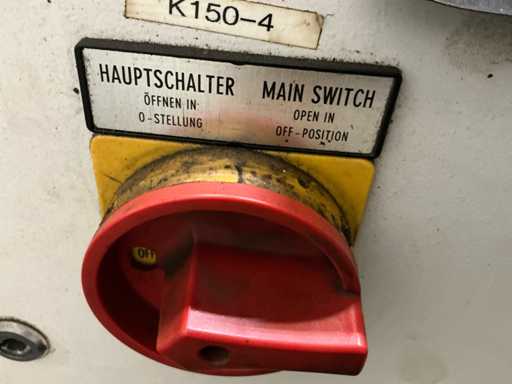 K150-4
HAUPTSCHALTER
ÖFFNEN IN
0-STELLUNG
MAIN SWITCH
OPEN IN
OFF-POSITION
OFF